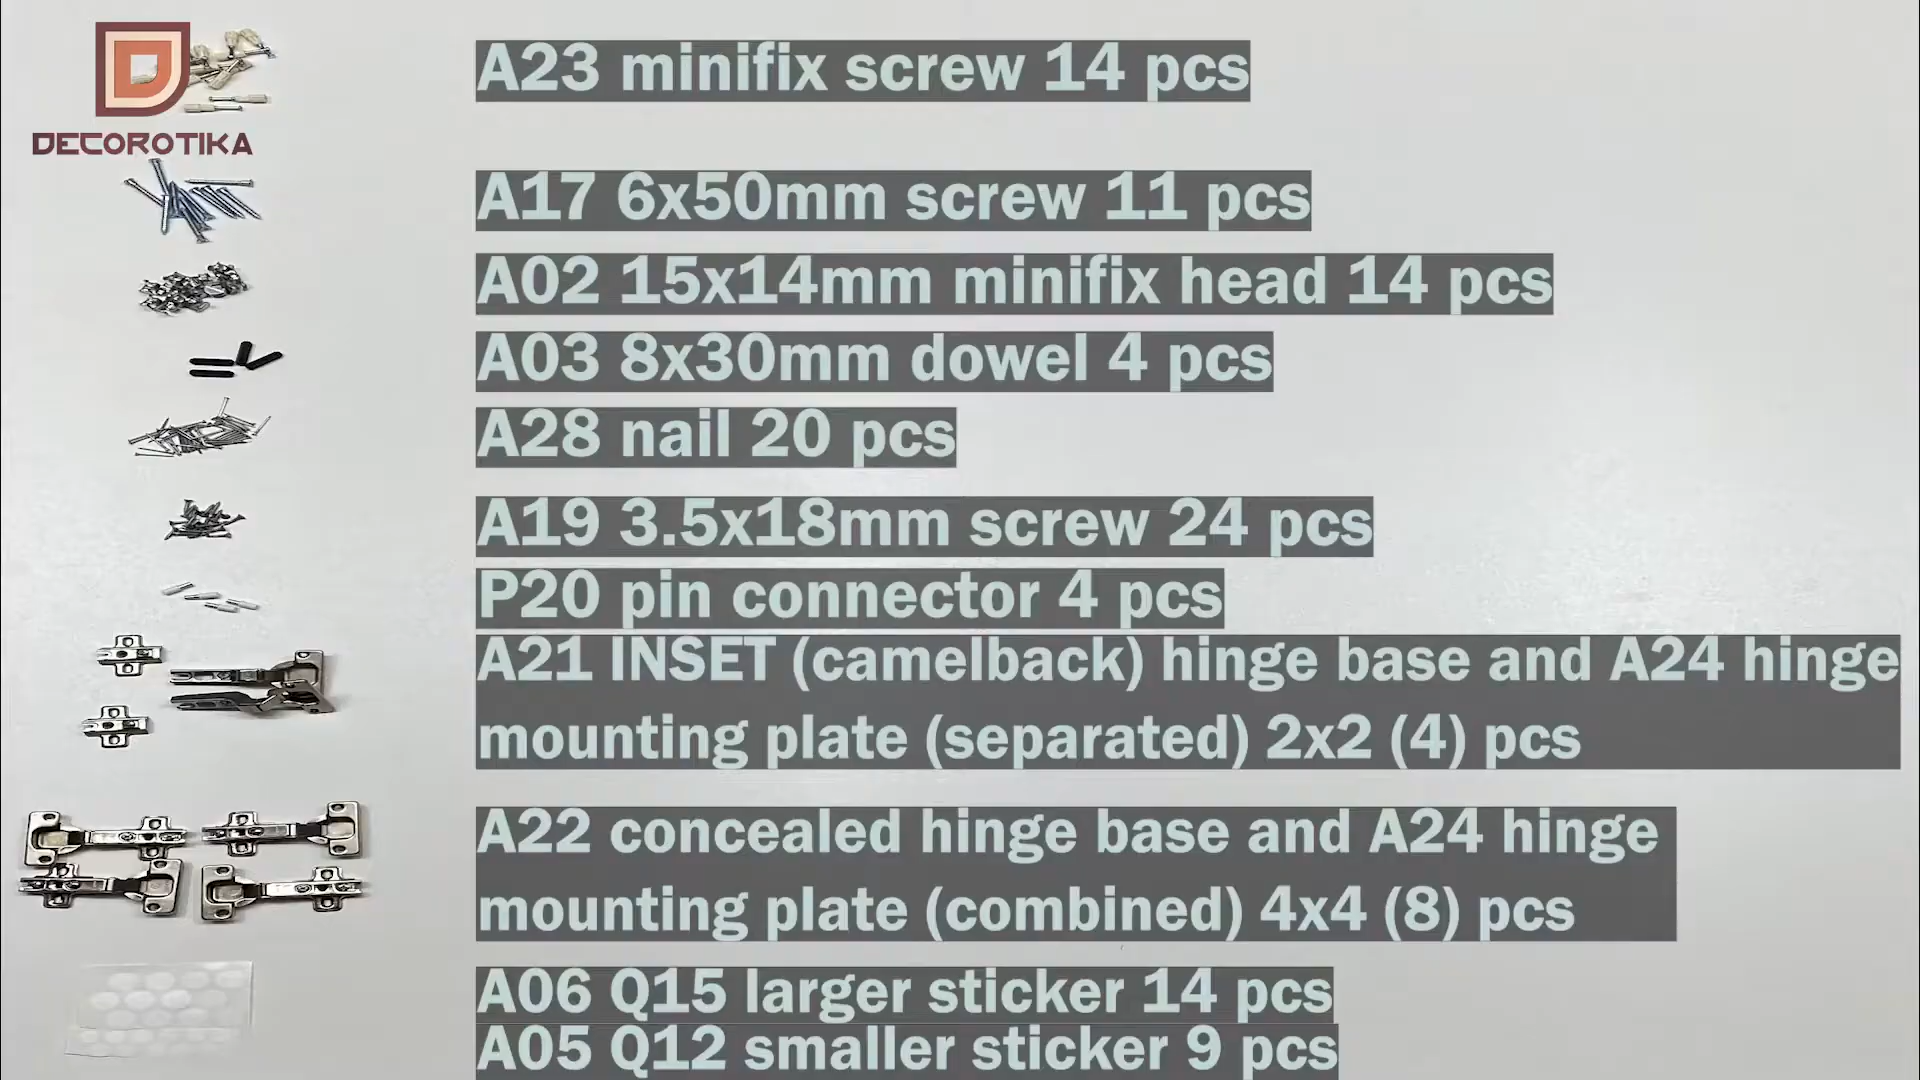 DECOROTIKA
A23 minifix screw 14 pcs
A17 6x50mm screw 11 pcs
A02 15x14mm minifix head 14 pcs
A03 8x30mm dowel 4 pcs
A28 nail 20 pcs
A19 3.5x18mm screw 24 pcs
P20 pin connector 4 pcs
A21 INSET (camelback) hinge base and A24 hinge
mounting plate (separated) 2x2 (4) pcs
A22 concealed hinge base and A24 hinge
mounting plate (combined) 4x4 (8) pcs
A06 Q15 larger sticker 14 pcs
A05 Q12 smaller sticker 9 pcs